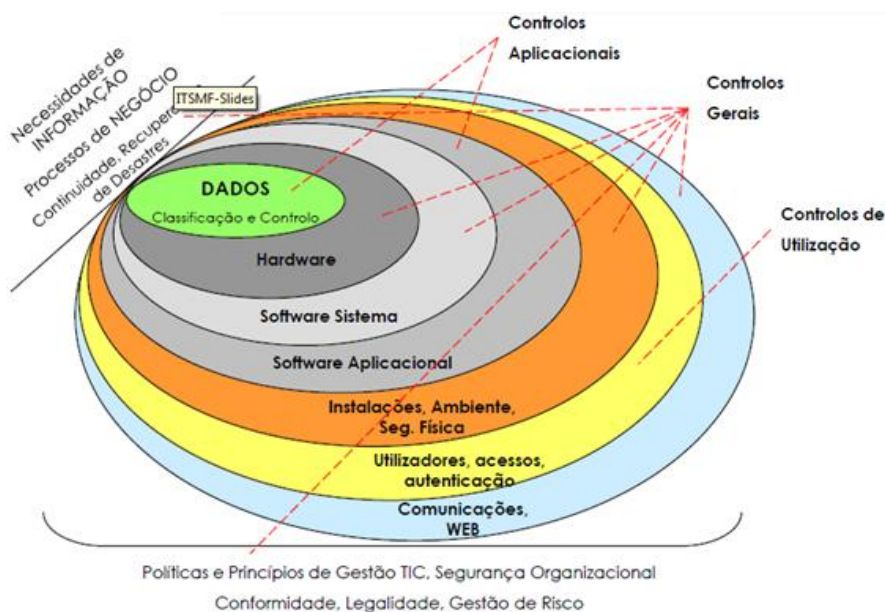 Controlos
Aplicacionais
Controlos
Gerais
Controlos de
Utilização
Necessidades de
INFORMAÇÃO
Processos de NEGÓCIO
Continuidade,
de Desastres
ITSMF-Slides
DADOS
Classificação e Controlo
Hardware
Software Sistema
Software Aplicacional
Instalações, Ambiente,
Seg. Física
Utilizadores, acessos,
autenticação
Comunicações,
WEB
Políticas e Princípios de Gestão TIC, Segurança Organizacional
Conformidade, Legalidade, Gestão de Risco